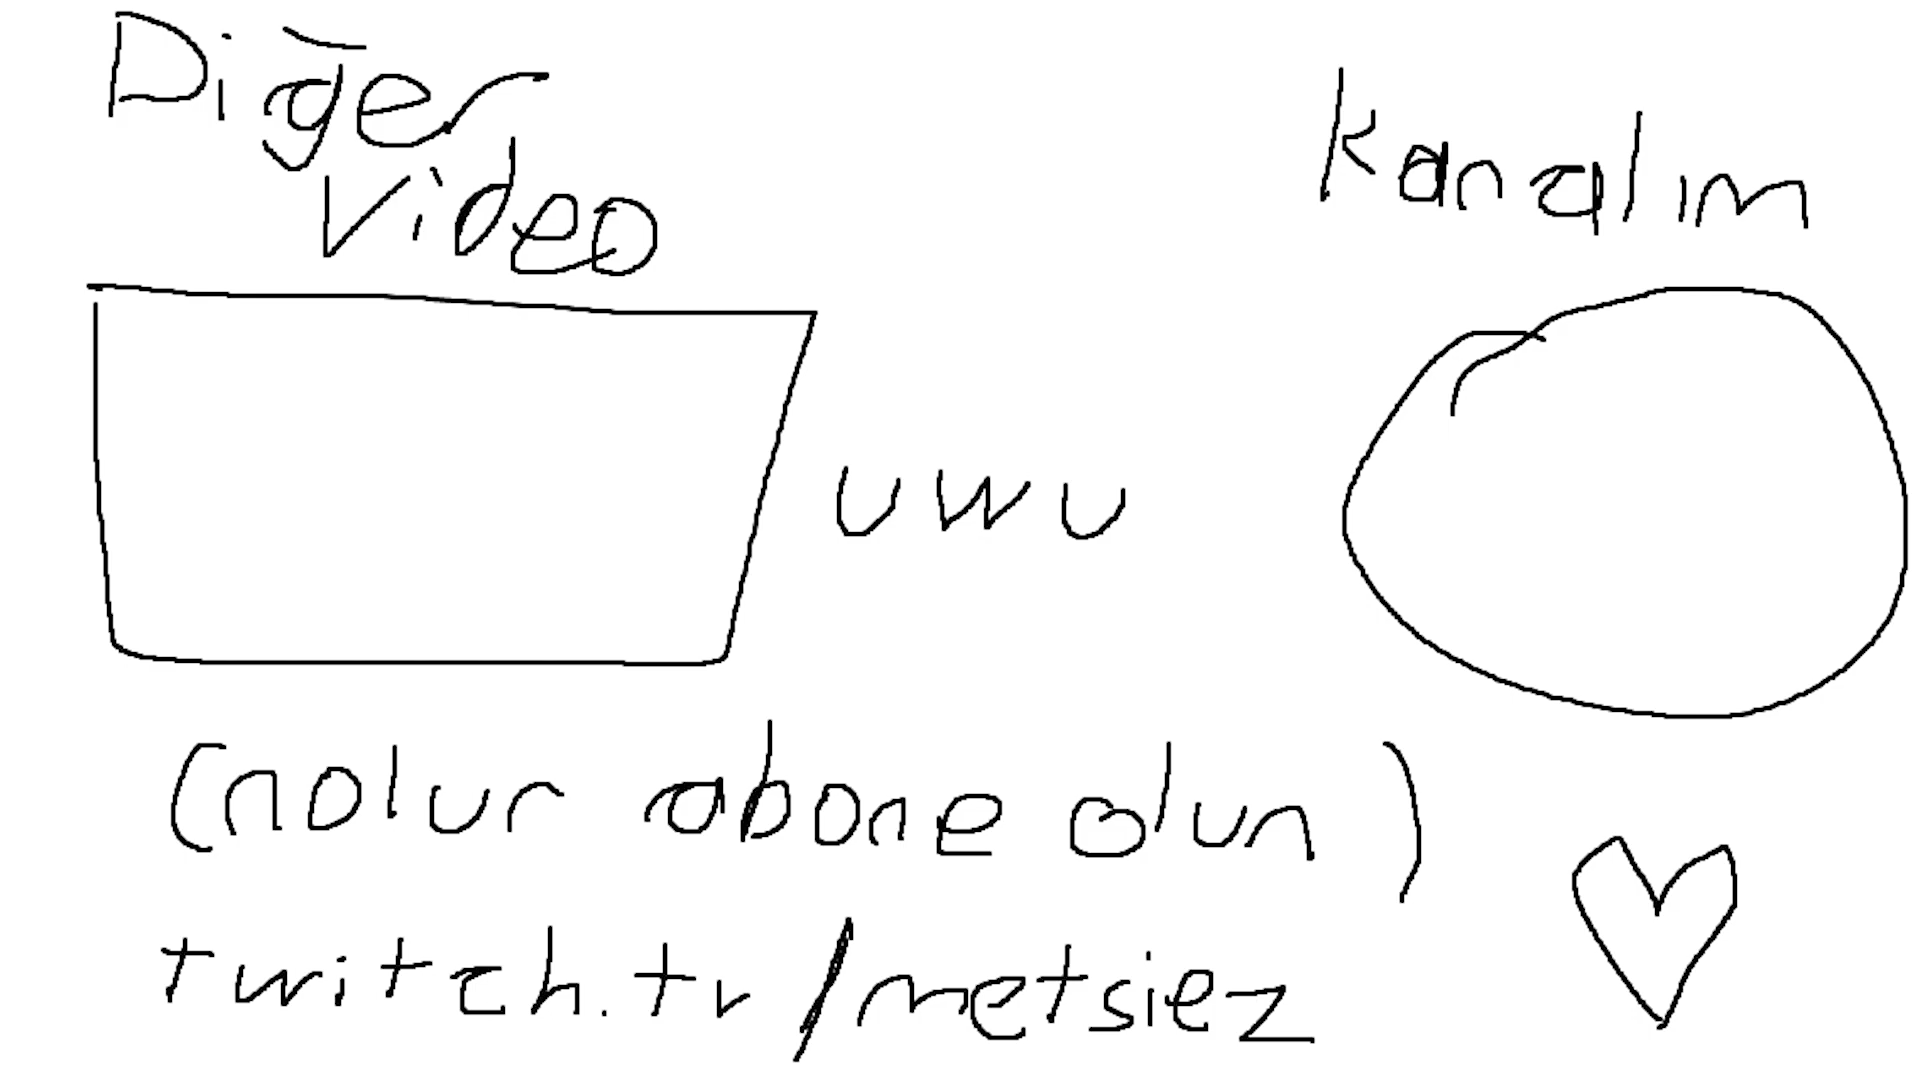 Diğer
Video
Kanalım
uwu
(nolur abone olun)
twitch.tv/metsiez